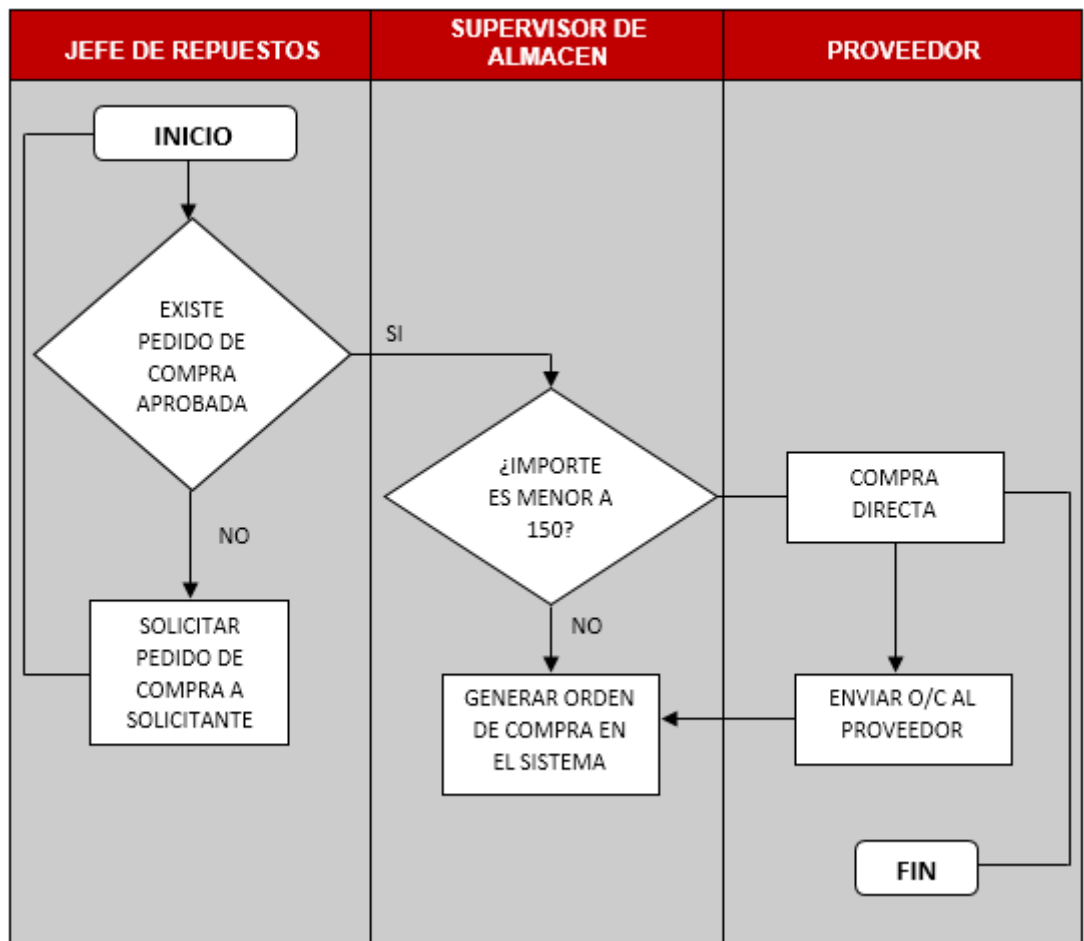 JEFE DE REPUESTOS
SUPERVISOR DE
ALMACEN
PROVEEDOR
INICIO
EXISTE
PEDIDO DE
COMPRA
APROBADA
SI
NO
SOLICITAR
PEDIDO DE
COMPRA A
SOLICITANTE
¿IMPORTE
ES MENOR A
150?
NO
GENERAR ORDEN
DE COMPRA EN
EL SISTEMA
COMPRA
DIRECTA
ENVIAR O/C AL
PROVEEDOR
FIN